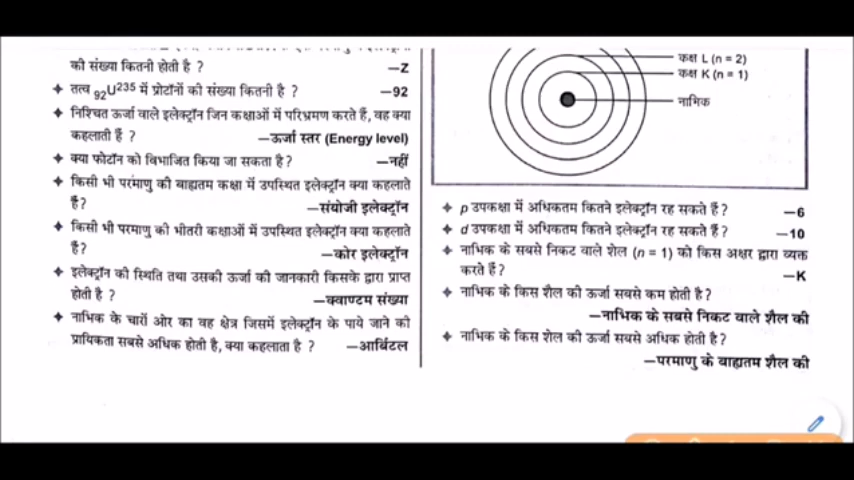 की संख्या कितनी होती है ? —Z
✦ तत्व ₉₂U²³⁵ में प्रोटॉनों की संख्या कितनी है ? —92
✦ निश्चित ऊर्जा वाले इलेक्ट्रॉन जिन कक्षाओं में परिभ्रमण करते हैं, वह क्या
कहलाती हैं ? —ऊर्जा स्तर (Energy level)
✦ क्या फोटॉन को विभाजित किया जा सकता है ? —नहीं
✦ किसी भी परमाणु की बाह्यतम कक्षा में उपस्थित इलेक्ट्रॉन क्या कहलाते
हैं? —संयोजी इलेक्ट्रॉन
✦ किसी भी परमाणु की भीतरी कक्षाओं में उपस्थित इलेक्ट्रॉन क्या कहलाते
हैं? —कोर इलेक्ट्रॉन
✦ इलेक्ट्रॉन की स्थिति तथा उसकी ऊर्जा की जानकारी किसके द्वारा प्राप्त
होती है ? —क्वाण्टम संख्या
✦ नाभिक के चारों ओर का वह क्षेत्र जिसमें इलेक्ट्रॉन के पाये जाने की
प्रायिकता सबसे अधिक होती है, क्या कहलाता है ? —आर्बिटल
कक्ष L (n = 2)
कक्ष K (n = 1)
नाभिक
✦ p उपकक्षा में अधिकतम कितने इलेक्ट्रॉन रह सकते हैं ? —6
✦ d उपकक्षा में अधिकतम कितने इलेक्ट्रॉन रह सकते हैं ? —10
✦ नाभिक के सबसे निकट वाले शेल (n = 1) को किस अक्षर द्वारा व्यक्त
करते हैं ? —K
✦ नाभिक के किस शैल की ऊर्जा सबसे कम होती है ?
—नाभिक के सबसे निकट वाले शैल की
✦ नाभिक के किस शेल की ऊर्जा सबसे अधिक होती है ?
—परमाणु के बाह्यतम शैल की